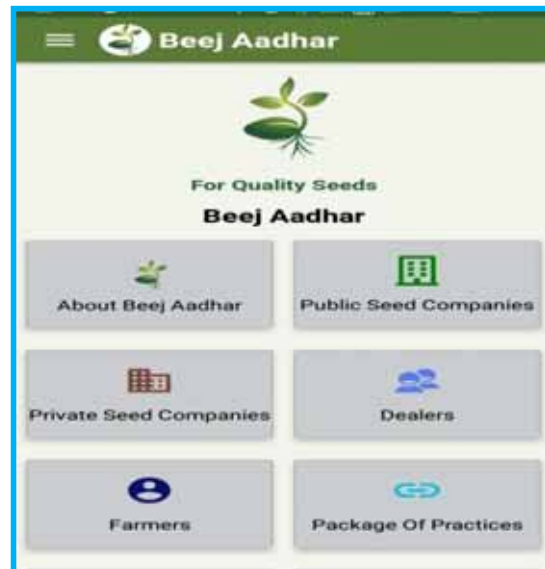 Beej Aadhar
For Quality Seeds
Beej Aadhar
About Beej Aadhar
Public Seed Companies
Private Seed Companies
Dealers
Farmers
Package Of Practices